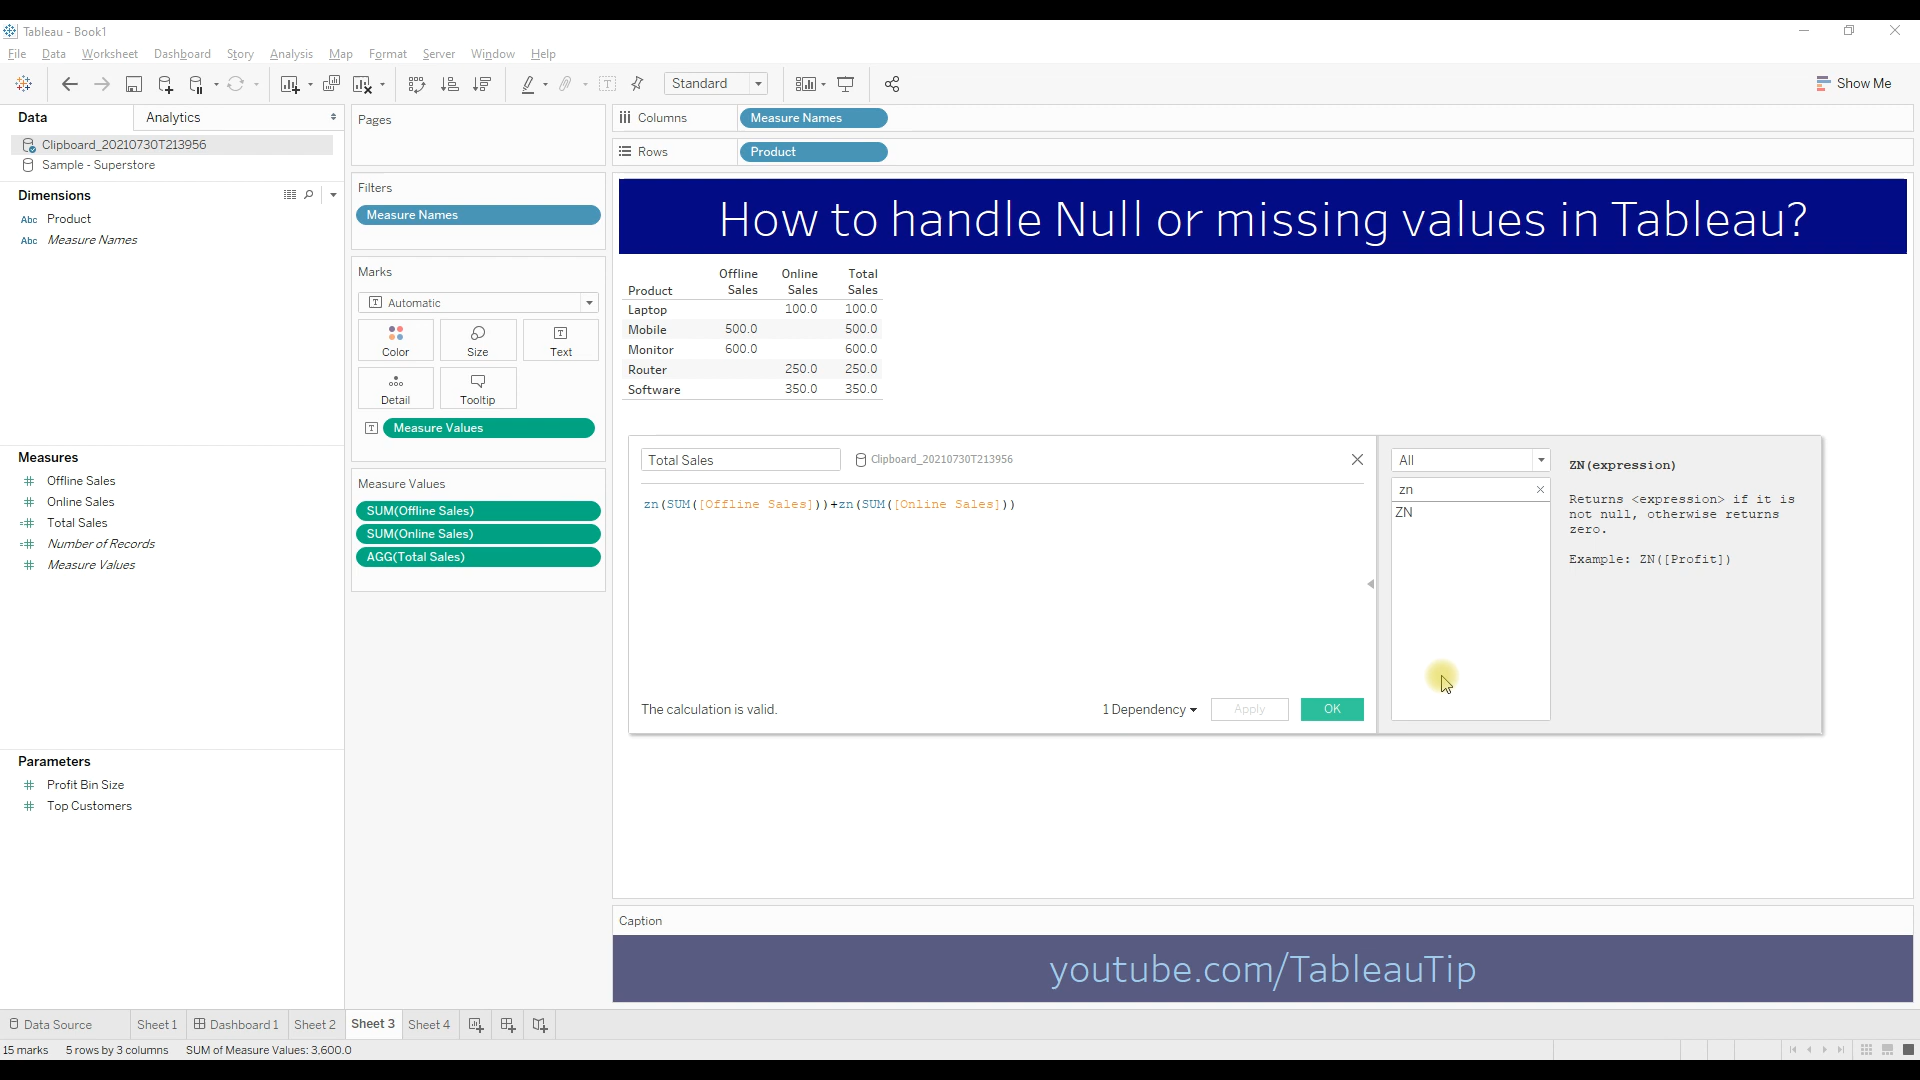 Tableau - Book1
File Data Worksheet Dashboard Story Analysis Map Format Server Window Help
Standard
Show Me
Data Analytics
Clipboard_20210730T213956
Sample - Superstore
Dimensions
Abc Product
Abc Measure Names
Measures
# Offline Sales
# Online Sales
=# Total Sales
=# Number of Records
# Measure Values
Parameters
# Profit Bin Size
# Top Customers
Pages
Filters
Measure Names
Marks
T Automatic
Color Size T Text
Detail Tooltip
T Measure Values
Measure Values
SUM(Offline Sales)
SUM(Online Sales)
AGG(Total Sales)
Columns Measure Names
Rows Product
How to handle Null or missing values in Tableau?
Offline Online Total
Product Sales Sales Sales
Laptop 100.0 100.0
Mobile 500.0 500.0
Monitor 600.0 600.0
Router 250.0 250.0
Software 350.0 350.0
Total Sales Clipboard_20210730T213956
zn(SUM([Offline Sales]))+zn(SUM([Online Sales]))
The calculation is valid. 1 Dependency Apply OK
All
zn
ZN
ZN(expression)
Returns <expression> if it is
not null, otherwise returns
zero.
Example: ZN([Profit])
Caption
youtube.com/TableauTip
Data Source Sheet 1 Dashboard 1 Sheet 2 Sheet 3 Sheet 4
15 marks 5 rows by 3 columns SUM of Measure Values: 3,600.0